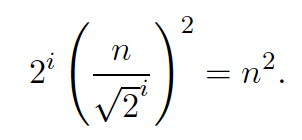 2^i (n / √2^i)^2 = n^2.